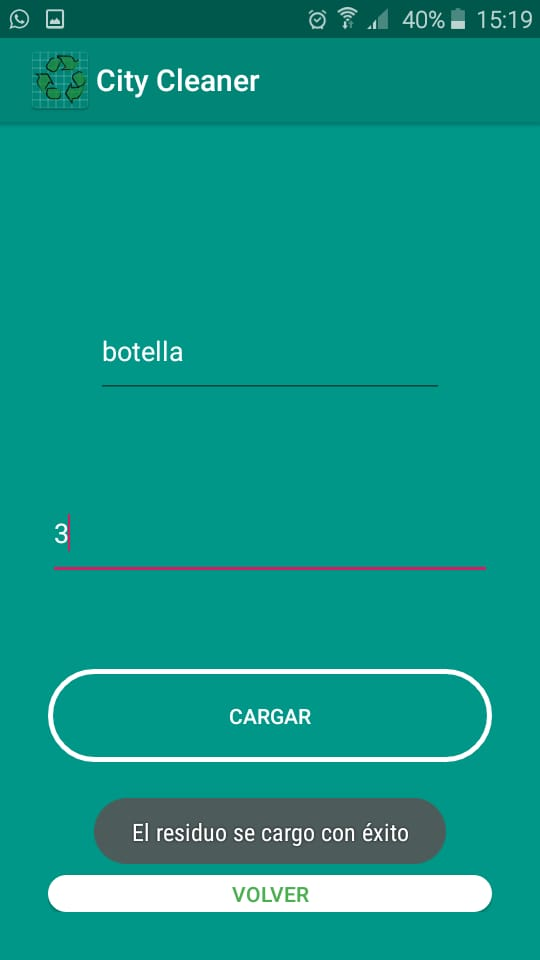 40% 15:19
City Cleaner
botella
3
CARGAR
El residuo se cargo con éxito
VOLVER